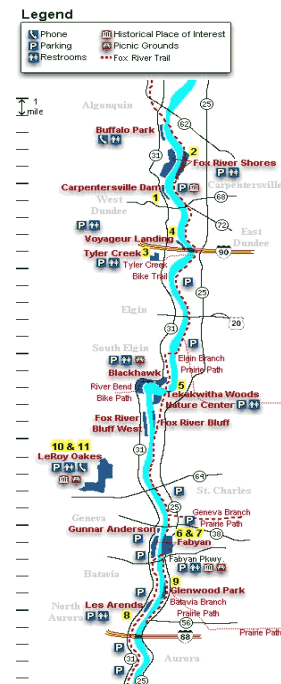 Legend
Phone
Parking
Restrooms
Historical Place of Interest
Picnic Grounds
Fox River Trail
1
mile
Algonquin
25
62
Buffalo Park
31
2
Fox River Shores
Carpentersville
Carpentersville Dam
P
1
68
West
Dundee
72
4
East
Dundee
P
Voyageur Landing
90
Tyler Creek
3
P
Tyler Creek
Bike Trail
P
25
Elgin
31
20
South Elgin
Elgin Branch
Prairie Path
P
Blackhawk
5
River Bend
Bike Path
Tekakwitha Woods
Nature Center
P
Fox River
Bluff West
Fox River Bluff
31
10 & 11
LeRoy Oakes
P
64
P
St. Charles
25
Geneva Branch
Prairie Path
Geneva
Gunnar Anderson
P
6 & 7
38
Fabyan
P
P
Fabyan Pkwy.
P
Batavia
P
31
9
Glenwood Park
Batavia Branch
Prairie Path
Les Arends
P
North
Aurora
8
56
Prairie Path
88
P
31
Aurora
P
25